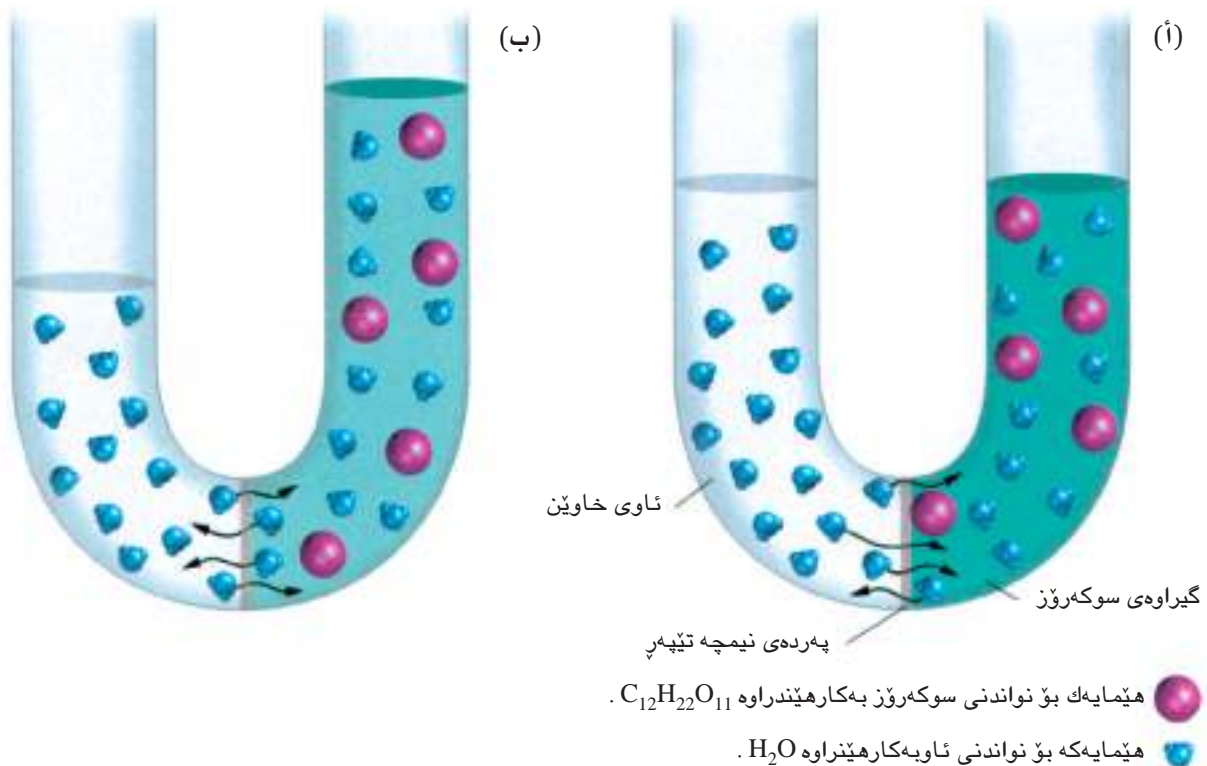 (أ)
(ب)
ئاوی خاوێن
گیراوەی سوکەرۆز
پەردەی نیمچە تێپەڕ
هێمایەك بۆ نواندنی سوکەرۆز بەکارهێندراوە C₁₂H₂₂O₁₁ .
هێمایەکە بۆ نواندنی ئاوبەکارهێنراوە H₂O .